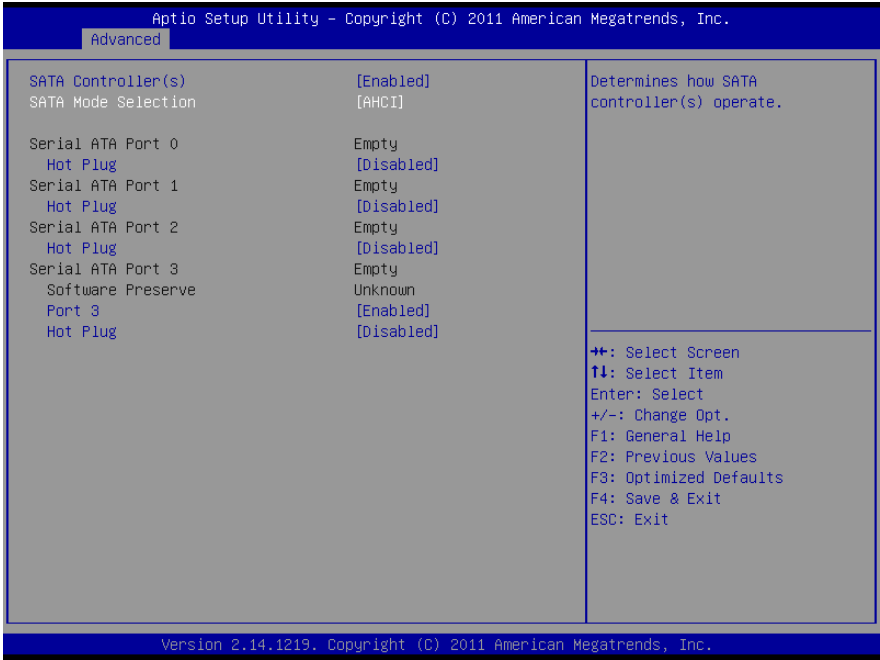 Aptio Setup Utility – Copyright (C) 2011 American Megatrends, Inc.
Advanced
SATA Controller(s) [Enabled]
SATA Mode Selection [AHCI]
Serial ATA Port 0 Empty
Hot Plug [Disabled]
Serial ATA Port 1 Empty
Hot Plug [Disabled]
Serial ATA Port 2 Empty
Hot Plug [Disabled]
Serial ATA Port 3 Empty
Software Preserve Unknown
Port 3 [Enabled]
Hot Plug [Disabled]
Determines how SATA
controller(s) operate.
→←: Select Screen
↑↓: Select Item
Enter: Select
+/-: Change Opt.
F1: General Help
F2: Previous Values
F3: Optimized Defaults
F4: Save & Exit
ESC: Exit
Version 2.14.1219. Copyright (C) 2011 American Megatrends, Inc.